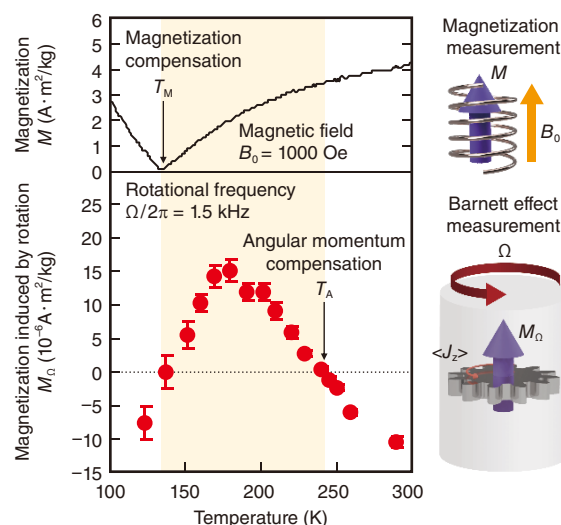 Magnetization
M (A·m²/kg)
6
5
4
3
2
1
0
Magnetization
compensation
T_M
Magnetic field
B₀ = 1000 Oe
Magnetization
measurement
M
B₀
Magnetization induced by rotation
M_Ω (10⁻⁶A·m²/kg)
25
20
15
10
5
0
−5
−10
−15
Rotational frequency
Ω/2π = 1.5 kHz
Angular momentum
compensation
T_A
100 150 200 250 300
Temperature (K)
Barnett effect
measurement
Ω
M_Ω
<J_z>